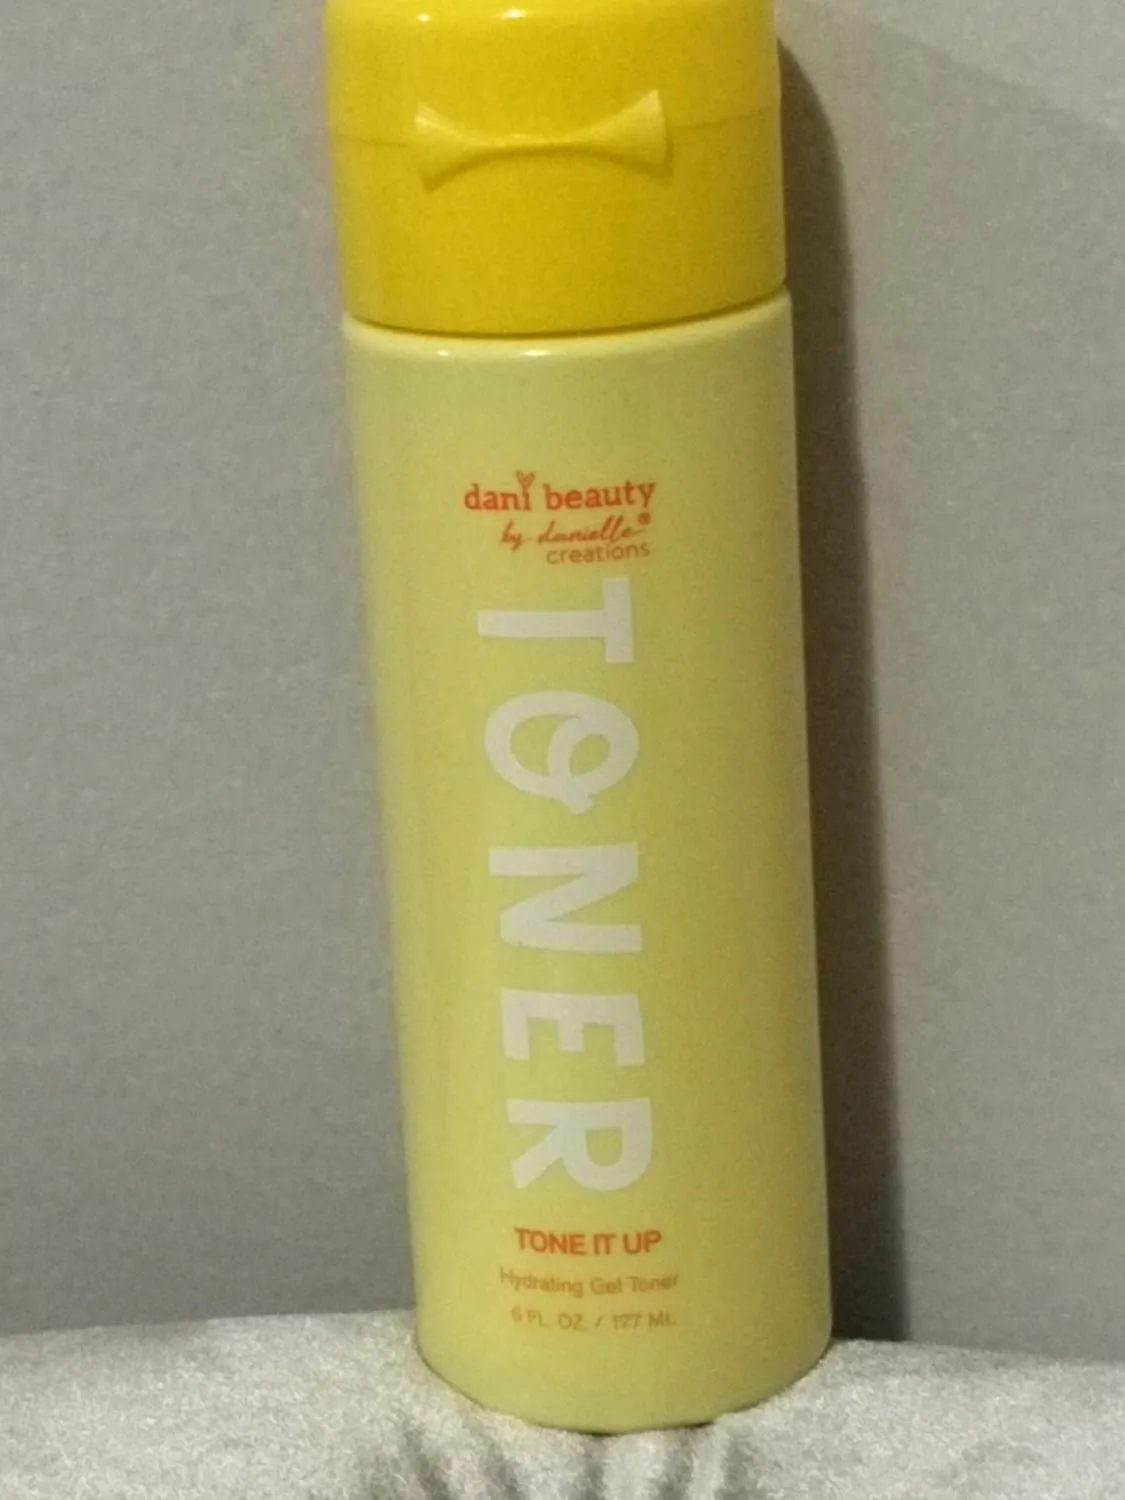 dani beauty
by danielle®
creations
TONER
TONE IT UP
Hydrating Gel Toner
6 FL OZ / 177 ML